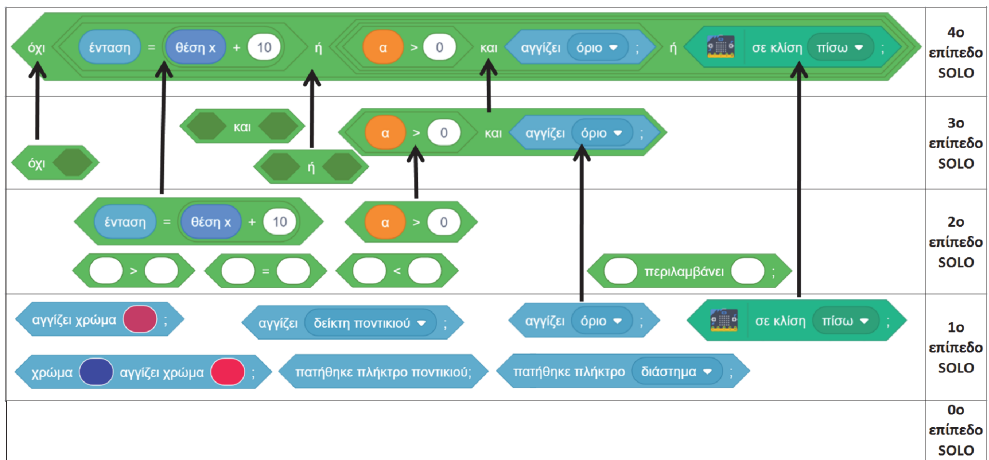 όχι ένταση = θέση x + 10 ή α > 0 και αγγίζει όριο ; ή σε κλίση πίσω ;
4ο
επίπεδο
SOLO
και
α > 0 και αγγίζει όριο ;
όχι
ή
3ο
επίπεδο
SOLO
ένταση = θέση x + 10
α > 0
>
=
<
περιλαμβάνει ;
2ο
επίπεδο
SOLO
αγγίζει χρώμα ;
αγγίζει δείκτη ποντικιού ;
αγγίζει όριο ;
σε κλίση πίσω ;
χρώμα αγγίζει χρώμα ;
πατήθηκε πλήκτρο ποντικιού;
πατήθηκε πλήκτρο διάστημα ;
1ο
επίπεδο
SOLO
0ο
επίπεδο
SOLO